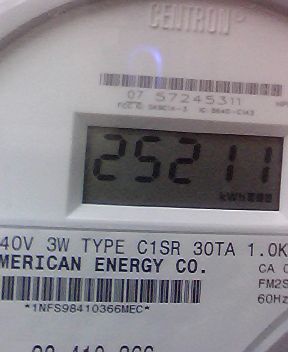 CENTRON®
07 57245311
25211
kWh
40V 3W TYPE C1SR 30TA 1.0K
MERICAN ENERGY CO.
CA 0
FM2S
60Hz
*1NFS98410366MEC*